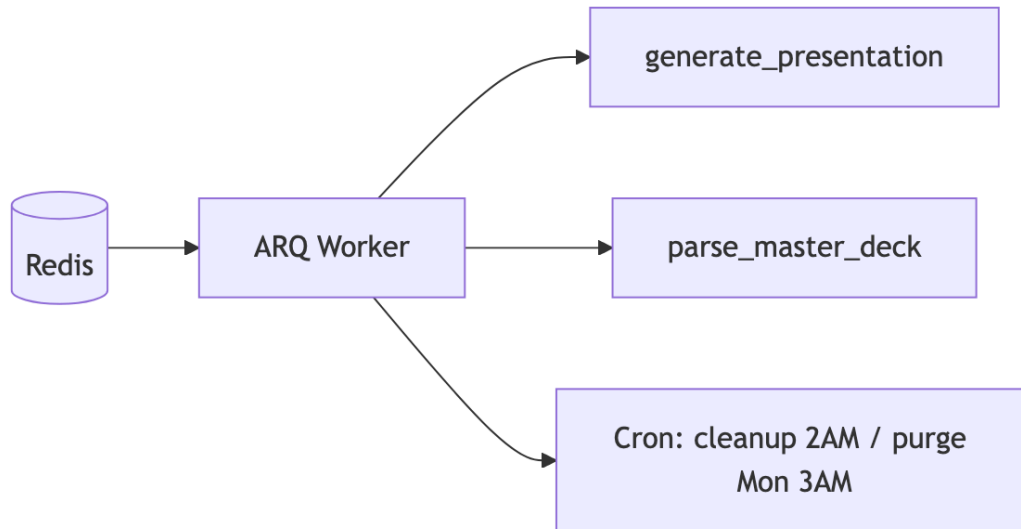 generate_presentation
Redis
ARQ Worker
parse_master_deck
Cron: cleanup 2AM / purge
Mon 3AM